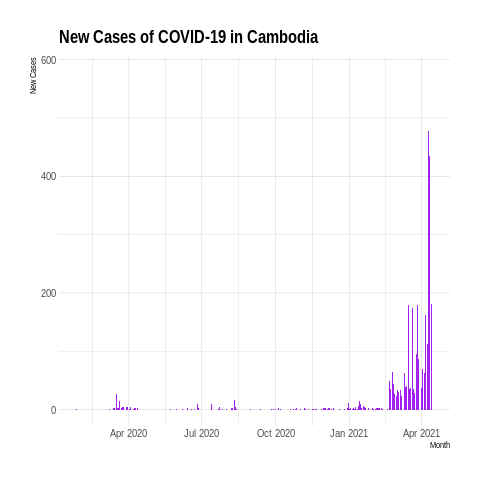 New Cases of COVID-19 in Cambodia
New Cases
600
400
200
0
Apr 2020
Jul 2020
Oct 2020
Jan 2021
Apr 2021
Month